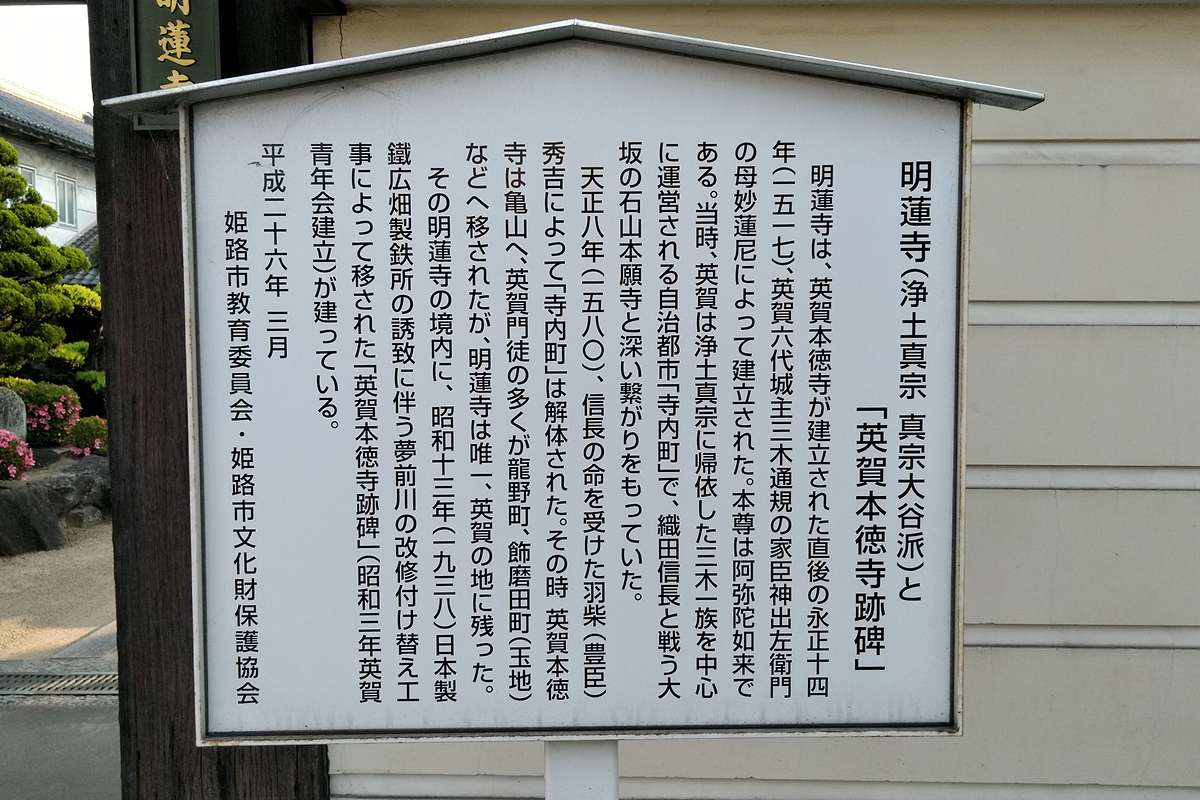 明蓮寺(浄土真宗 真宗大谷派)と
「英賀本徳寺跡碑」
明蓮寺は、英賀本徳寺が建立された直後の永正十四
年(一五一七)、英賀六代城主三木通規の家臣神出左衛門
の母妙蓮尼によって建立された。本尊は阿弥陀如来で
ある。当時、英賀は浄土真宗に帰依した三木一族を中心
に運営される自治都市「寺内町」で、織田信長と戦う大
坂の石山本願寺と深い繋がりをもっていた。
天正八年(一五八〇)、信長の命を受けた羽柴(豊臣)
秀吉によって「寺内町」は解体された。その時 英賀本徳
寺は亀山へ、英賀門徒の多くが龍野町、飾磨田町(玉地)
などへ移されたが、明蓮寺は唯一、英賀の地に残った。
その明蓮寺の境内に、昭和十三年(一九三八)日本製
鐵広畑製鉄所の誘致に伴う夢前川の改修付け替え工
事によって移された「英賀本徳寺跡碑」(昭和三年英賀
青年会建立)が建っている。
平成二十六年 三月
姫路市教育委員会・姫路市文化財保護協会
明蓮寺